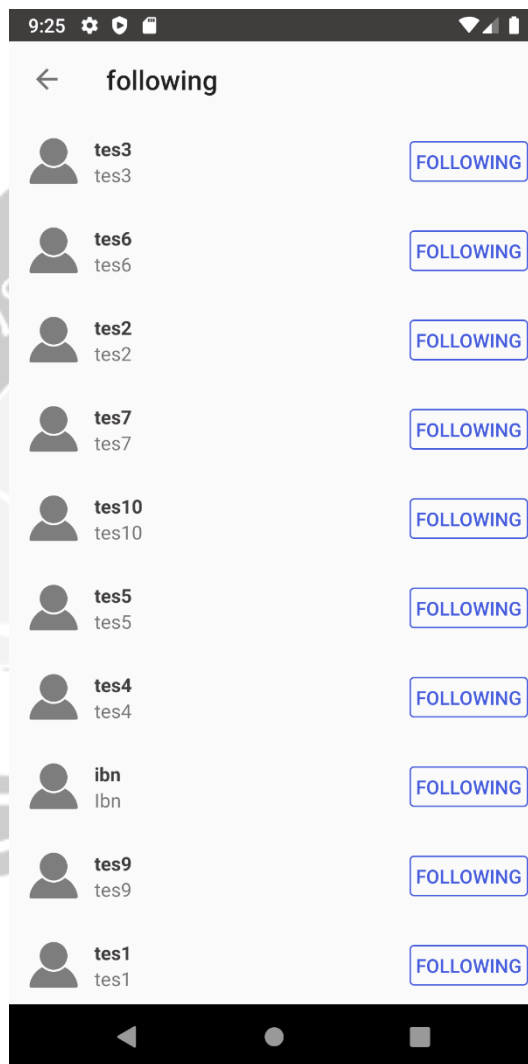 9:25
following
tes3
tes3
FOLLOWING
tes6
tes6
FOLLOWING
tes2
tes2
FOLLOWING
tes7
tes7
FOLLOWING
tes10
tes10
FOLLOWING
tes5
tes5
FOLLOWING
tes4
tes4
FOLLOWING
ibn
Ibn
FOLLOWING
tes9
tes9
FOLLOWING
tes1
tes1
FOLLOWING